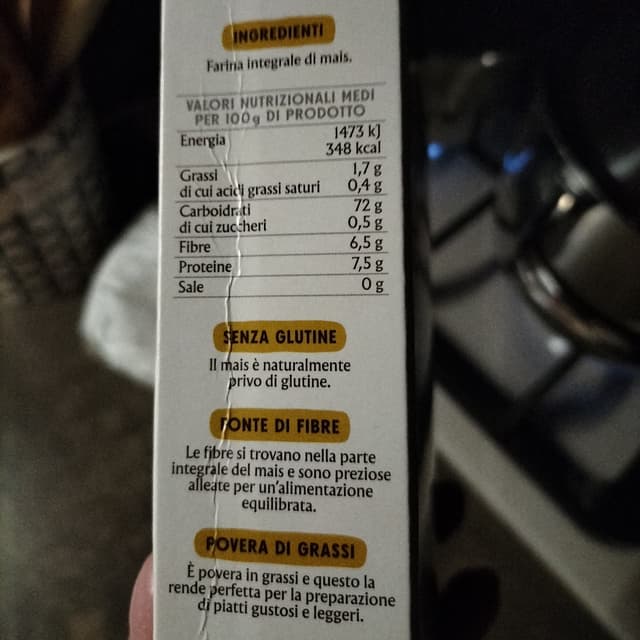 INGREDIENTI
Farina integrale di mais.
VALORI NUTRIZIONALI MEDI
PER 100g DI PRODOTTO
Energia 1473 kJ
348 kcal
Grassi 1,7 g
di cui acidi grassi saturi 0,4 g
Carboidrati 72 g
di cui zuccheri 0,5 g
Fibre 6,5 g
Proteine 7,5 g
Sale 0 g
SENZA GLUTINE
Il mais è naturalmente
privo di glutine.
FONTE DI FIBRE
Le fibre si trovano nella parte
integrale del mais e sono preziose
alleate per un'alimentazione
equilibrata.
POVERA DI GRASSI
È povera in grassi e questo la
rende perfetta per la preparazione
di piatti gustosi e leggeri.